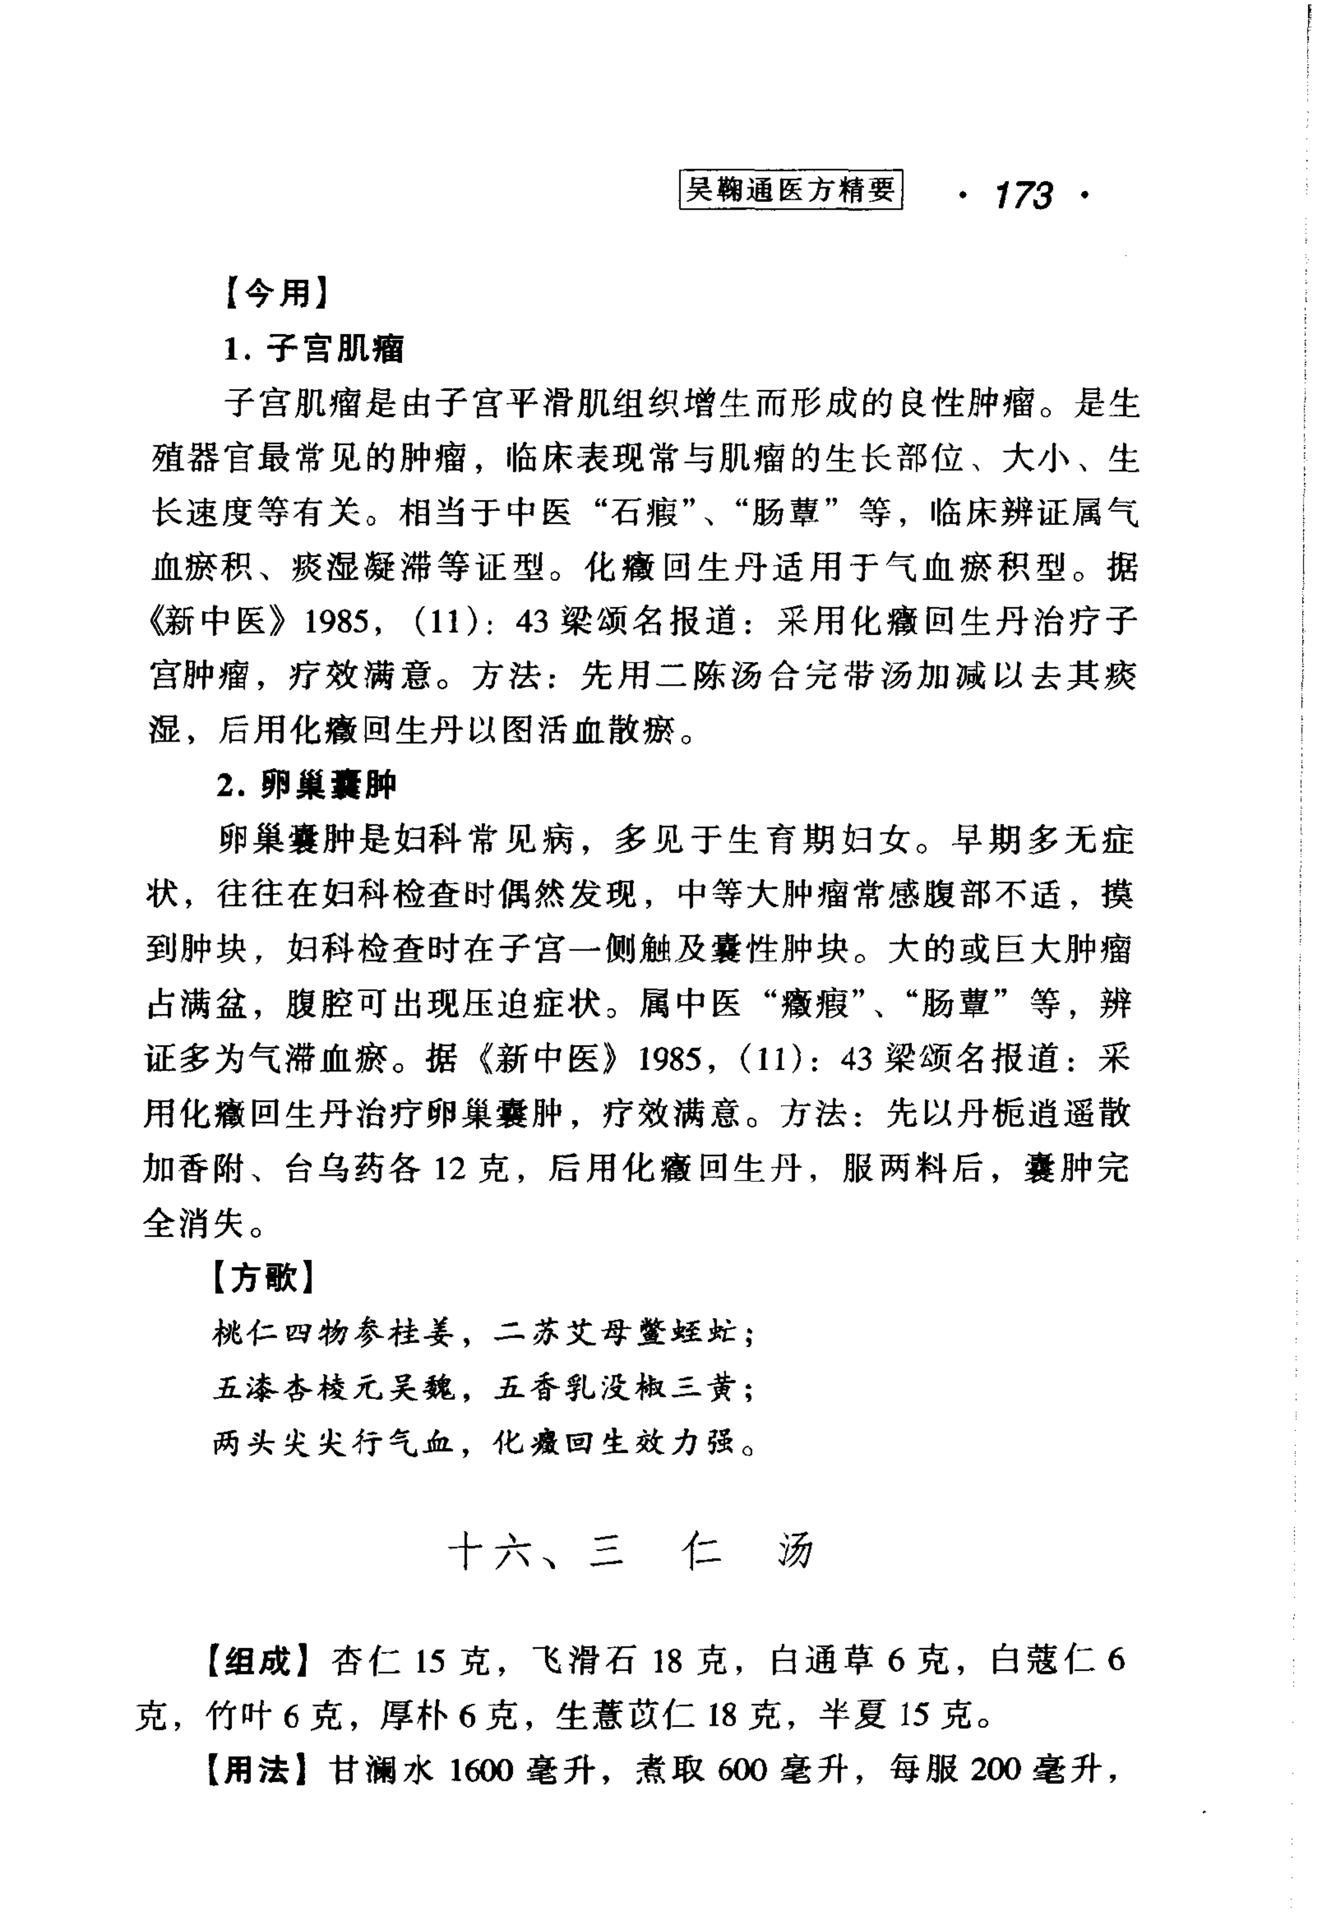 吴鞠通医方精要 · 173 ·
【今用】
1. 子宫肌瘤
子宫肌瘤是由子宫平滑肌组织增生而形成的良性肿瘤。是生
殖器官最常见的肿瘤，临床表现常与肌瘤的生长部位、大小、生
长速度等有关。相当于中医“石瘕”、“肠蕈”等，临床辨证属气
血瘀积、痰湿凝滞等证型。化癥回生丹适用于气血瘀积型。据
《新中医》1985，(11)：43 梁颂名报道：采用化癥回生丹治疗子
宫肿瘤，疗效满意。方法：先用二陈汤合完带汤加减以去其痰
湿，后用化癥回生丹以图活血散瘀。
2. 卵巢囊肿
卵巢囊肿是妇科常见病，多见于生育期妇女。早期多无症
状，往往在妇科检查时偶然发现，中等大肿瘤常感腹部不适，摸
到肿块，妇科检查时在子宫一侧触及囊性肿块。大的或巨大肿瘤
占满盆，腹腔可出现压迫症状。属中医“癥瘕”、“肠蕈”等，辨
证多为气滞血瘀。据《新中医》1985，(11)：43 梁颂名报道：采
用化癥回生丹治疗卵巢囊肿，疗效满意。方法：先以丹栀逍遥散
加香附、台乌药各 12 克，后用化癥回生丹，服两料后，囊肿完
全消失。
【方歌】
桃仁四物参桂姜，二苏艾母鳖蛭虻；
五漆杏棱元吴魏，五香乳没椒三黄；
两头尖尖行气血，化癥回生效力强。
十六、三 仁 汤
【组成】杏仁 15 克，飞滑石 18 克，白通草 6 克，白蔻仁 6
克，竹叶 6 克，厚朴 6 克，生薏苡仁 18 克，半夏 15 克。
【用法】甘澜水 1600 毫升，煮取 600 毫升，每服 200 毫升，